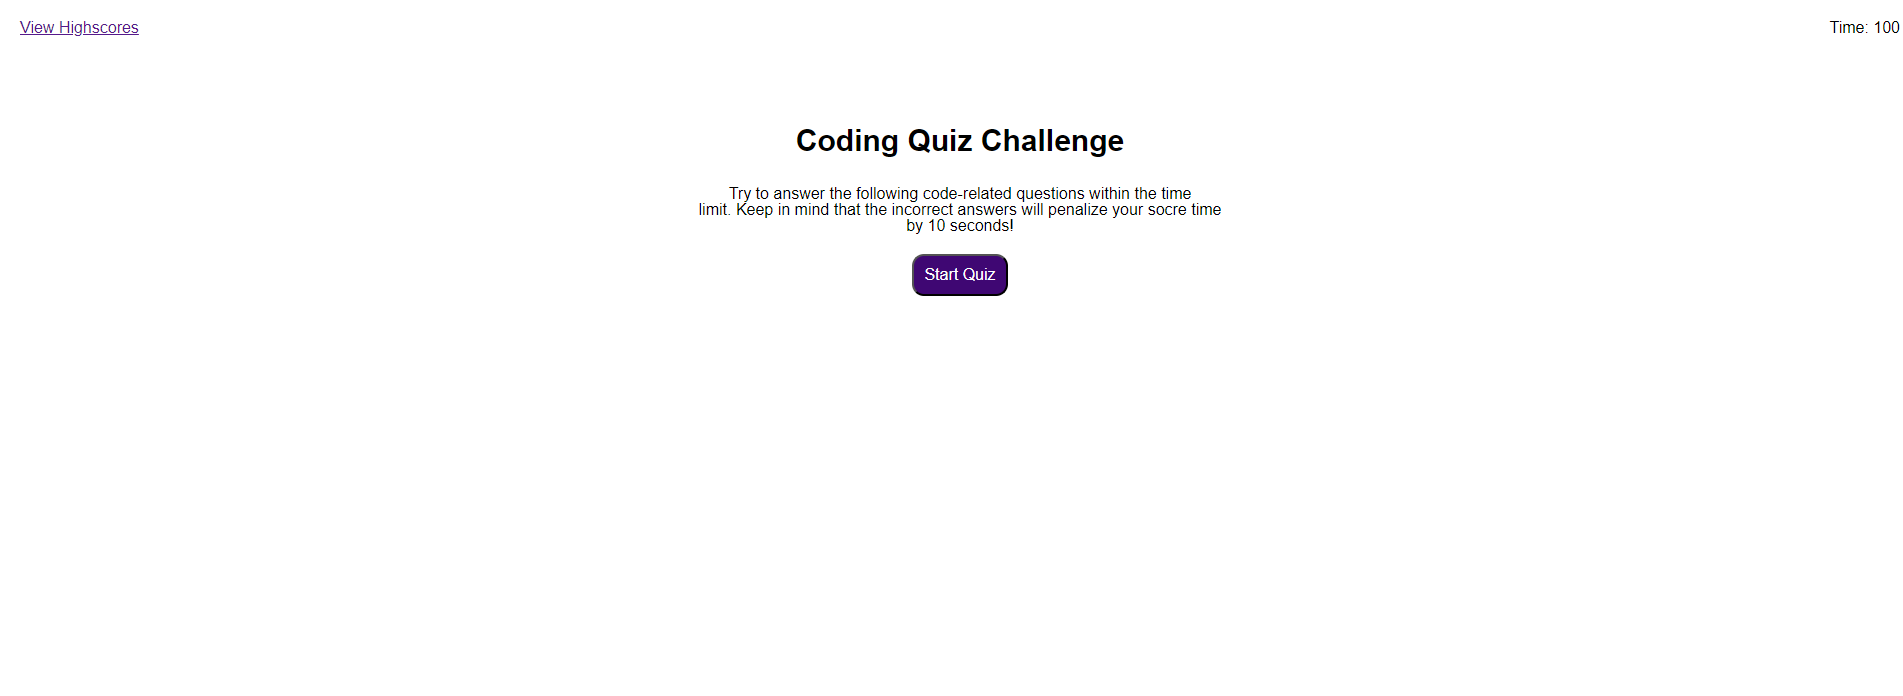 View Highscores
Time: 100
Coding Quiz Challenge
Try to answer the following code-related questions within the time
limit. Keep in mind that the incorrect answers will penalize your socre time
by 10 seconds!
Start Quiz